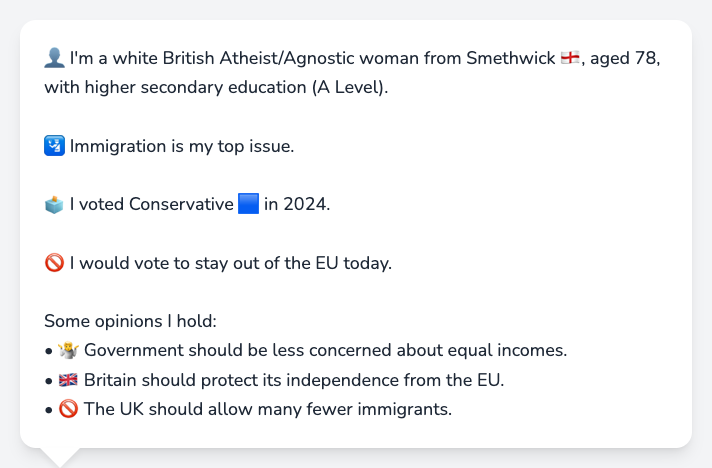 👤 I'm a white British Atheist/Agnostic woman from Smethwick 🏴󠁧󠁢󠁥󠁮󠁧󠁿, aged 78,
with higher secondary education (A Level).
🛂 Immigration is my top issue.
🗳️ I voted Conservative 🟦 in 2024.
🚫 I would vote to stay out of the EU today.
Some opinions I hold:
• 🤷 Government should be less concerned about equal incomes.
• 🇬🇧 Britain should protect its independence from the EU.
• 🚫 The UK should allow many fewer immigrants.